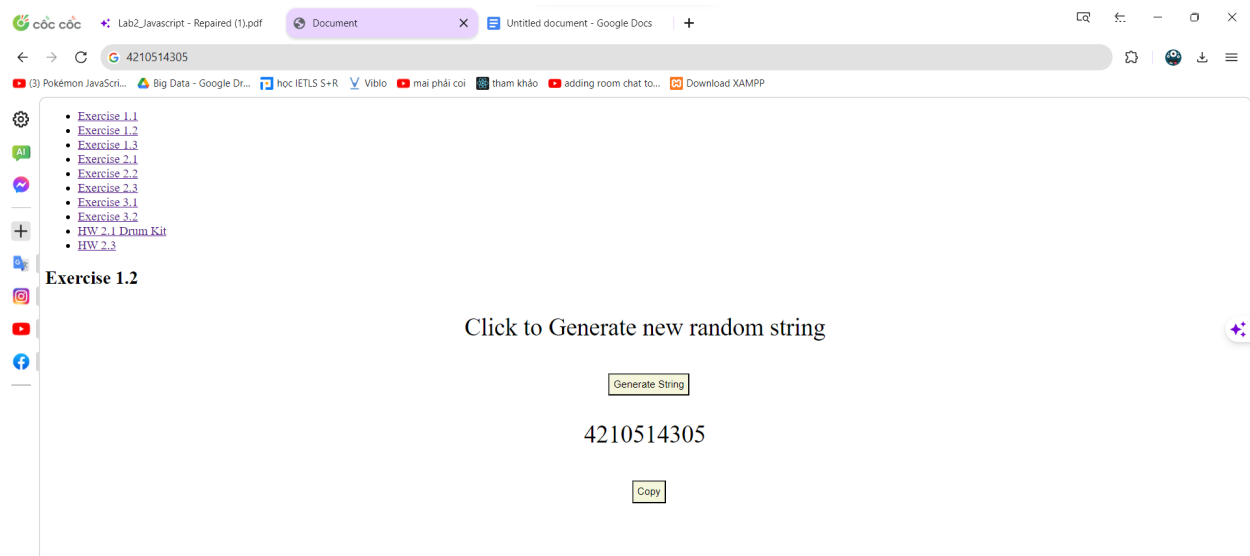 cốc cốc
Lab2_Javascript - Repaired (1).pdf
Document
Untitled document - Google Docs
4210514305
(3) Pokémon JavaScri...
Big Data - Google Dr...
học IETLS S+R
Viblo
mai phải coi
tham khảo
adding room chat to...
Download XAMPP
AI
Exercise 1.1
Exercise 1.2
Exercise 1.3
Exercise 2.1
Exercise 2.2
Exercise 2.3
Exercise 3.1
Exercise 3.2
HW 2.1 Drum Kit
HW 2.3
Exercise 1.2
Click to Generate new random string
Generate String
4210514305
Copy